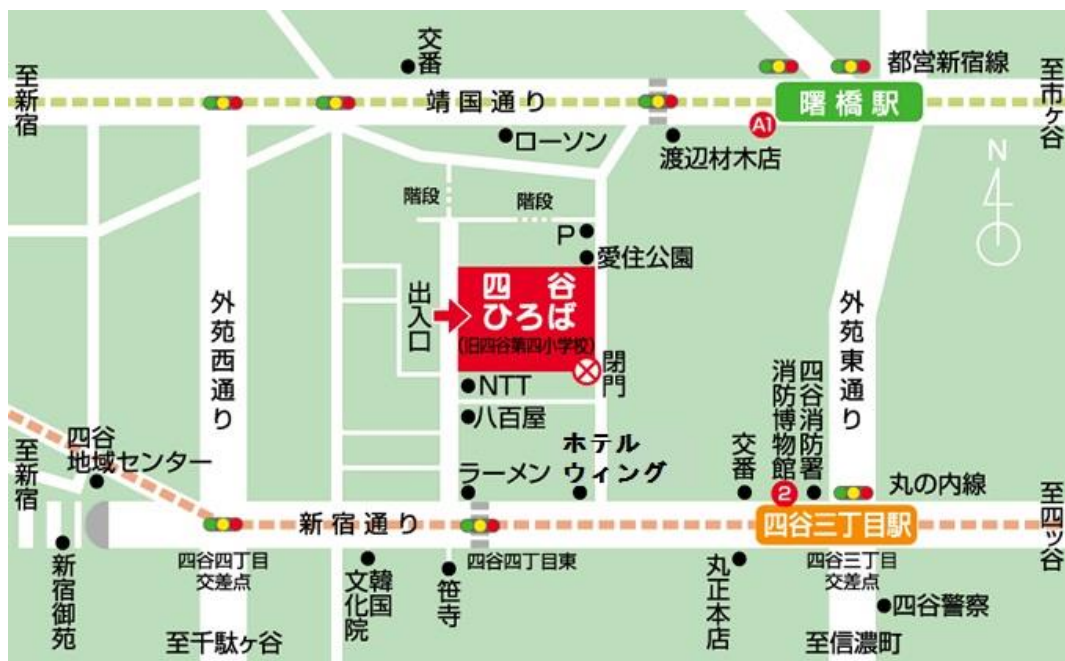 交番
都営新宿線
至新宿
靖国通り
曙橋駅
至市ヶ谷
A1
ローソン
渡辺材木店
N
階段
階段
P
愛住公園
四谷
ひろば
(旧四谷第四小学校)
出入口
閉門
外苑西通り
外苑東通り
NTT
八百屋
四谷
地域センター
至新宿
ラーメン
ホテル
ウィング
交番
消防博物館
四谷消防署
2
丸の内線
新宿通り
四谷三丁目駅
至四ッ谷
新宿御苑
四谷四丁目
交差点
韓国
文化院
笹寺
四谷四丁目東
丸正本店
四谷三丁目
交差点
四谷警察
至千駄ヶ谷
至信濃町